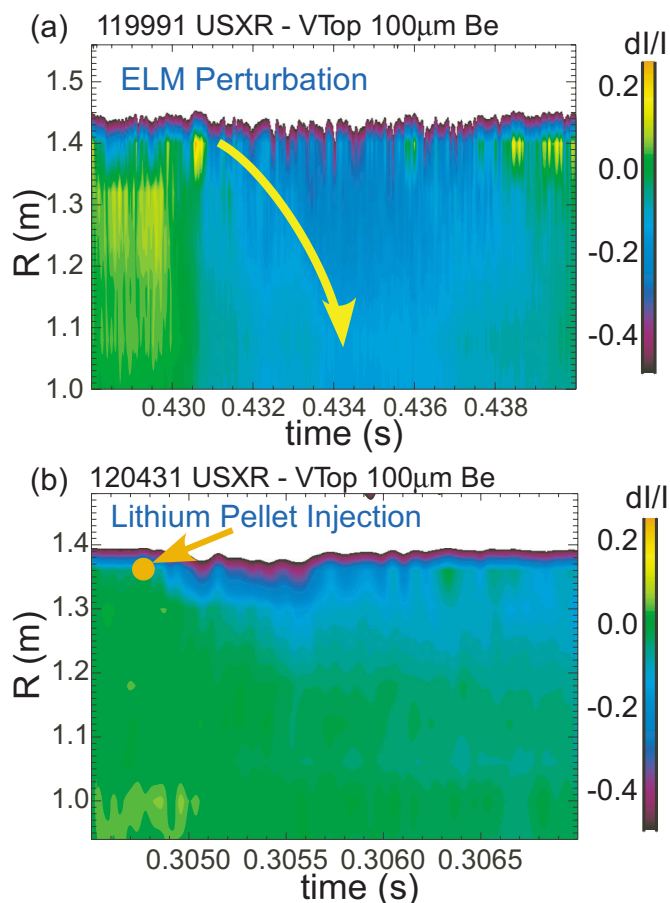 (a) 119991 USXR - VTop 100μm Be
dI/I
ELM Perturbation
1.5
1.4
1.3
1.2
1.1
1.0
R (m)
0.430 0.432 0.434 0.436 0.438
time (s)
0.2
0.0
-0.2
-0.4
(b) 120431 USXR - VTop 100μm Be
dI/I
Lithium Pellet Injection
1.4
1.3
1.2
1.1
1.0
R (m)
0.3050 0.3055 0.3060 0.3065
time (s)
0.2
0.0
-0.2
-0.4